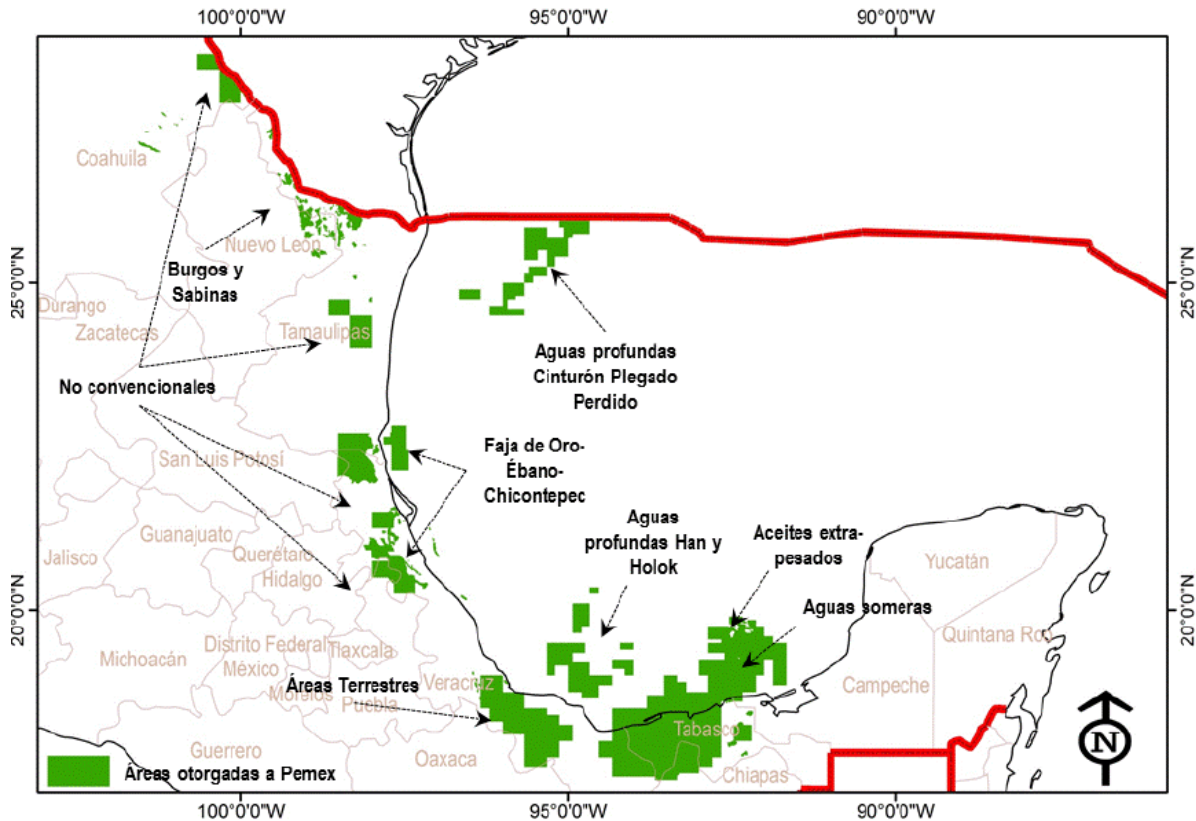 100°0'0"W
95°0'0"W
90°0'0"W
Coahuila
Nuevo León
Burgos y
Sabinas
25°0'0"N
25°0'0"N
Durango
Zacatecas
Tamaulipas
Aguas profundas
Cinturón Plegado
Perdido
No convencionales
San Luis Potosí
Faja de Oro-
Ébano-
Chicontepec
Guanajuato
Querétaro
Hidalgo
Jalisco
Aguas
profundas Han y
Holok
Aceites extra-
pesados
Yucatán
20°0'0"N
20°0'0"N
Aguas someras
Quintana Roo
Michoacán
Distrito Federal
México
Tlaxcala
Morelos
Puebla
Áreas Terrestres
Veracruz
Campeche
Tabasco
Guerrero
Oaxaca
Chiapas
N
Áreas otorgadas a Pemex
100°0'0"W
95°0'0"W
90°0'0"W